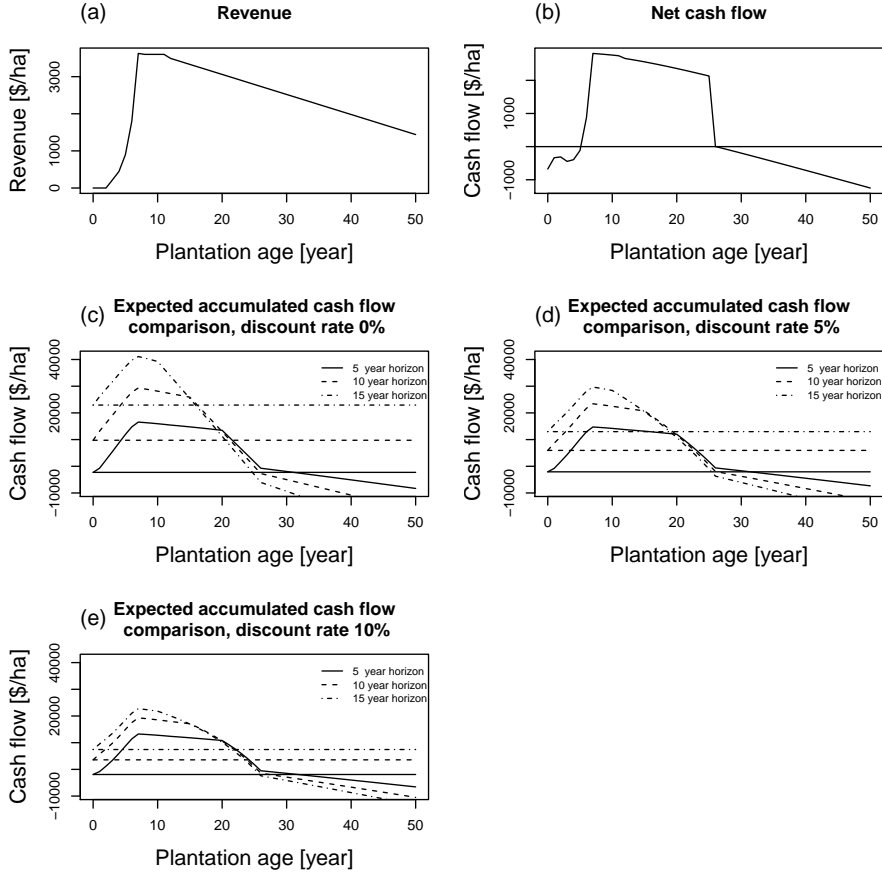 (a) Revenue
Revenue [$/ha]
3000
1000
0
0 10 20 30 40 50
Plantation age [year]
(b) Net cash flow
Cash flow [$/ha]
1000
−1000
0 10 20 30 40 50
Plantation age [year]
(c) Expected accumulated cash flow
comparison, discount rate 0%
Cash flow [$/ha]
40000
20000
−10000
5 year horizon
10 year horizon
15 year horizon
0 10 20 30 40 50
Plantation age [year]
(d) Expected accumulated cash flow
comparison, discount rate 5%
Cash flow [$/ha]
40000
20000
−10000
5 year horizon
10 year horizon
15 year horizon
0 10 20 30 40 50
Plantation age [year]
(e) Expected accumulated cash flow
comparison, discount rate 10%
Cash flow [$/ha]
40000
20000
−10000
5 year horizon
10 year horizon
15 year horizon
0 10 20 30 40 50
Plantation age [year]